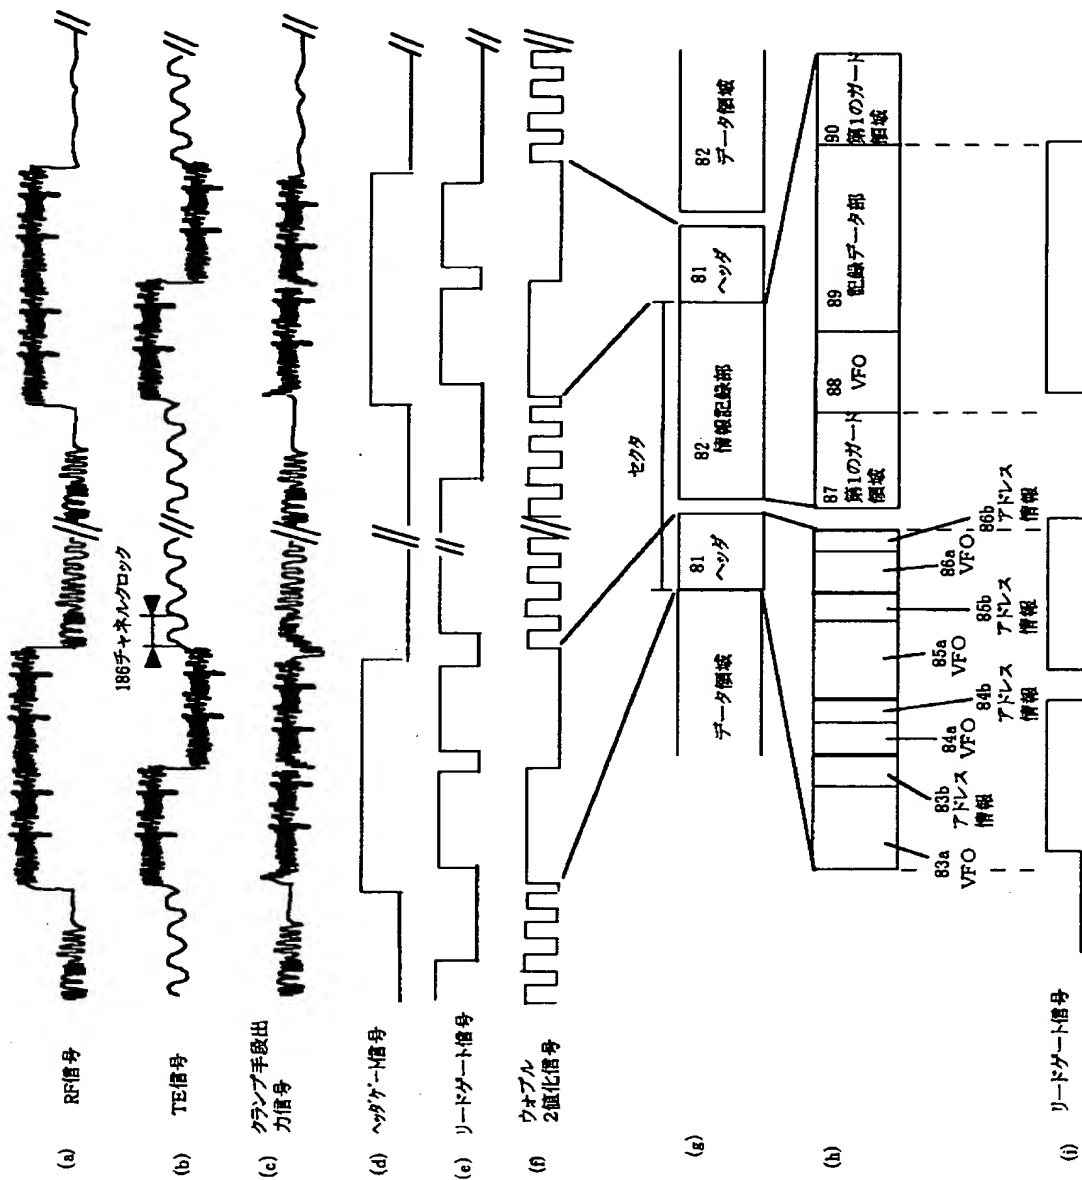 (a) RF信号
(b) TE信号
186チャネルクロック
(c) クランプ手段出
力信号
(d) ヘッダゲート信号
(e) リードゲート信号
(f) ウォブル
2値化信号
(g)
データ領域
81
ヘッダ
セクタ
82
情報記録部
81
ヘッダ
82
データ領域
(h)
83a
VFO
83b
アドレス
情報
84a
VFO
84b
アドレス
情報
85a
VFO
85b
アドレス
情報
86a
VFO
86b
アドレス
情報
87
第1のガード
領域
88
VFO
89
記録データ部
90
第1のガード
領域
(i) リードゲート信号